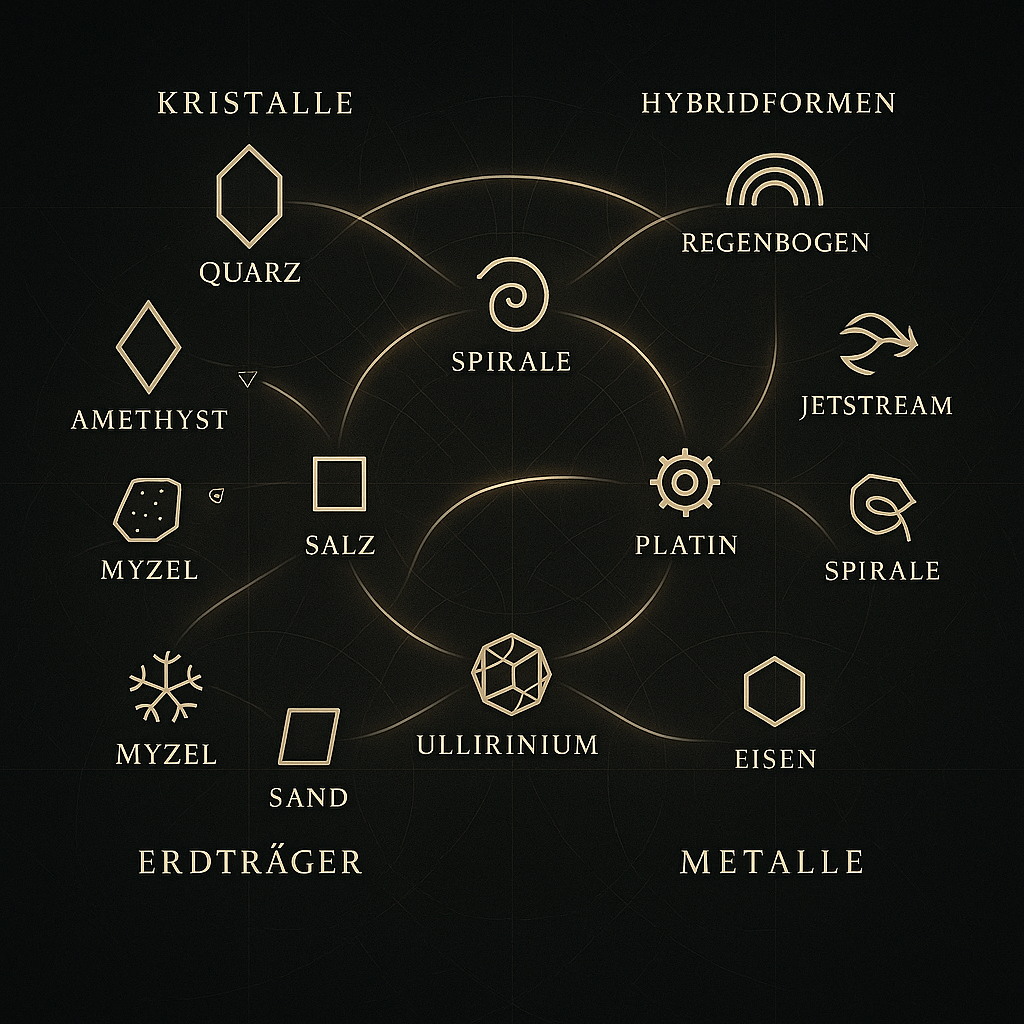 KRISTALLE
HYBRIDFORMEN
QUARZ
REGENBOGEN
SPIRALE
AMETHYST
JETSTREAM
SALZ
PLATIN
MYZEL
SPIRALE
MYZEL
SAND
ULLIRINIUM
EISEN
ERDTRÄGER
METALLE